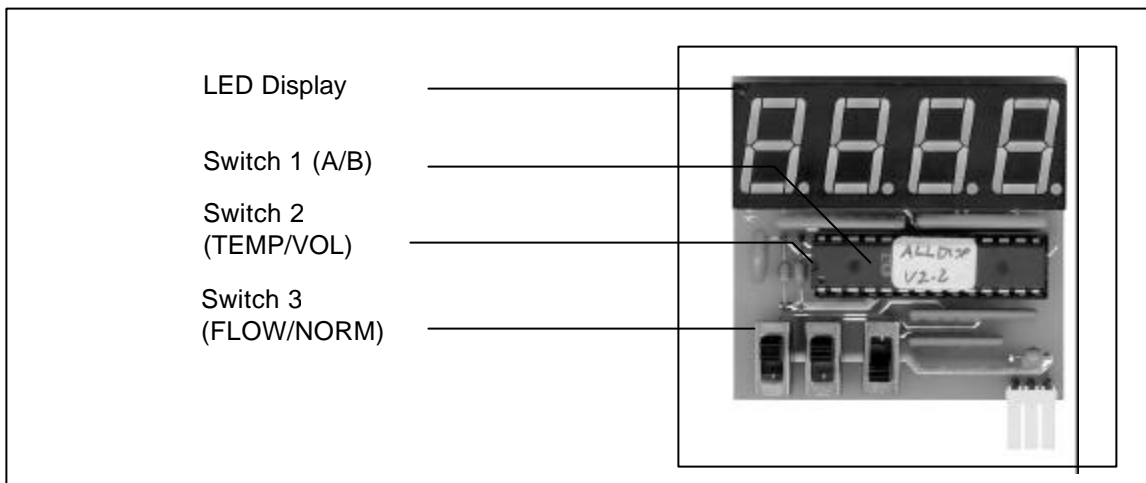 LED Display
Switch 1 (A/B)
Switch 2
(TEMP/VOL)
Switch 3
(FLOW/NORM)
ALLDISP
V2-2